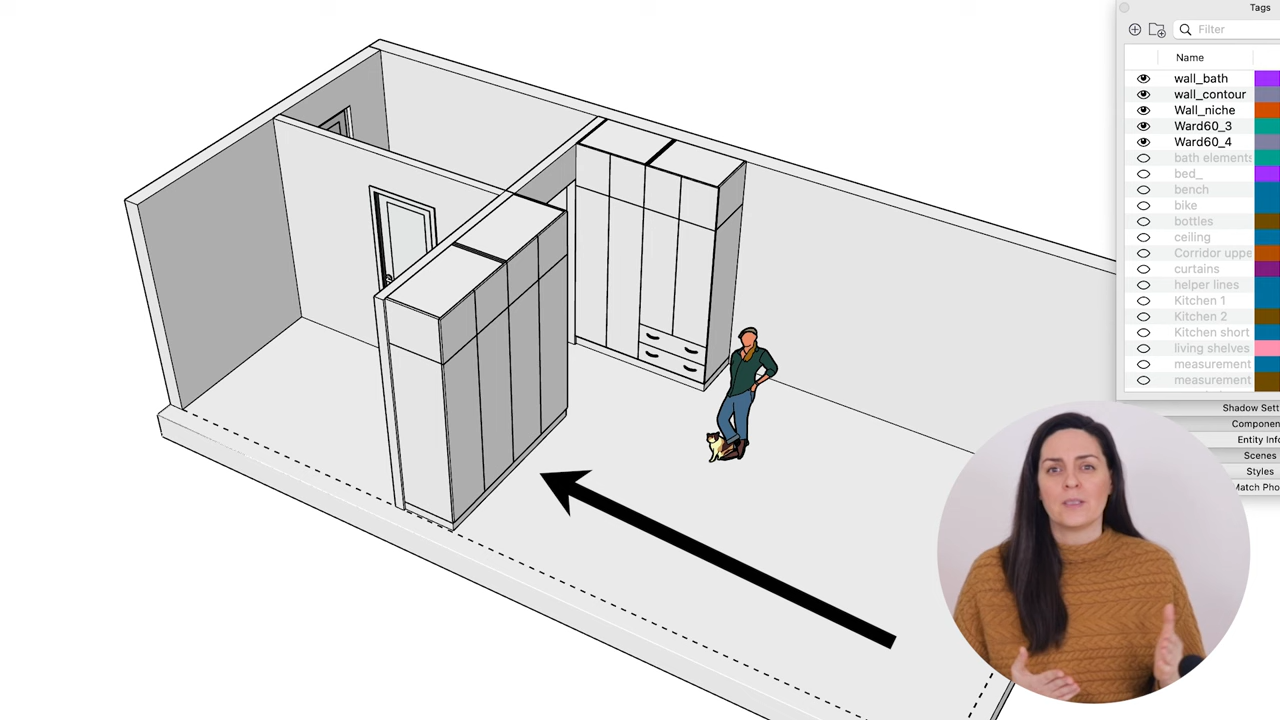 Tags
Filter
Name
wall_bath
wall_contour
Wall_niche
Ward60_3
Ward60_4
bath elements
bed_
bench
bike
bottles
ceiling
Corridor uppe
curtains
helper lines
Kitchen 1
Kitchen 2
Kitchen short
living shelves
measurement
measurement
Shadow Sett
Componen
Entity Info
Scenes
Styles
Match Pho